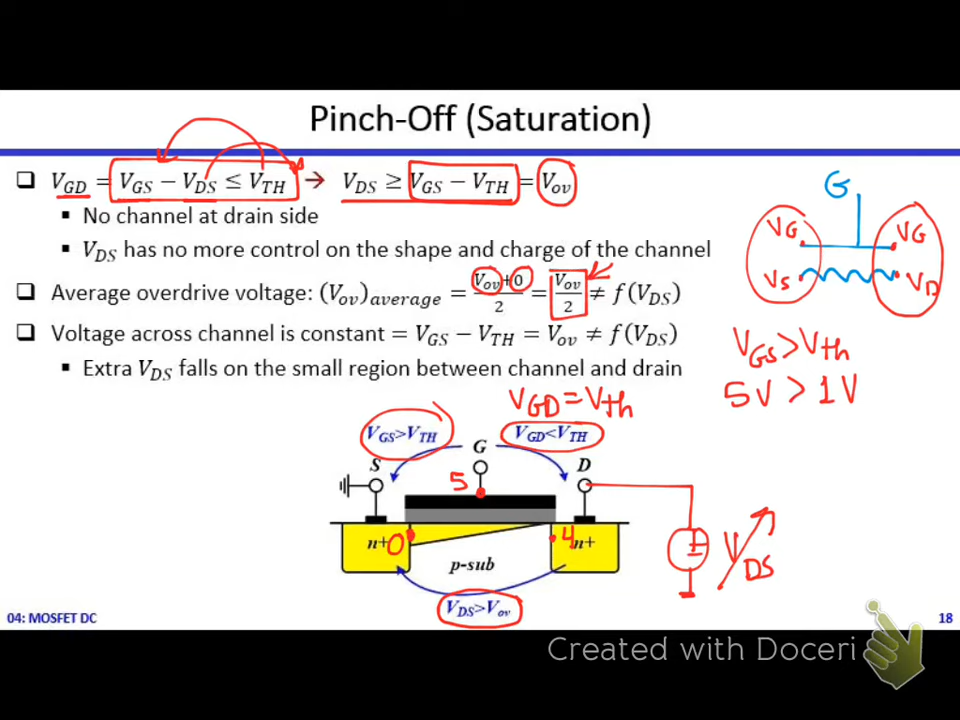 Pinch-Off (Saturation)
❑ V_GD = V_GS − V_DS ≤ V_TH → V_DS ≥ V_GS − V_TH = V_ov
▪ No channel at drain side
▪ V_DS has no more control on the shape and charge of the channel
❑ Average overdrive voltage: (V_ov)_average = (V_ov+0)/2 = V_ov/2 ≠ f(V_DS)
❑ Voltage across channel is constant = V_GS − V_TH = V_ov ≠ f(V_DS)
▪ Extra V_DS falls on the small region between channel and drain
G
VG VG
VS VD
VGS>Vth
5V > 1V
VGD=Vth
V_GS>V_TH V_GD<V_TH
G
S D
5
n+ 0 4 n+
p-sub
V_DS>V_ov
VDS
04: MOSFET DC 18
Created with Doceri